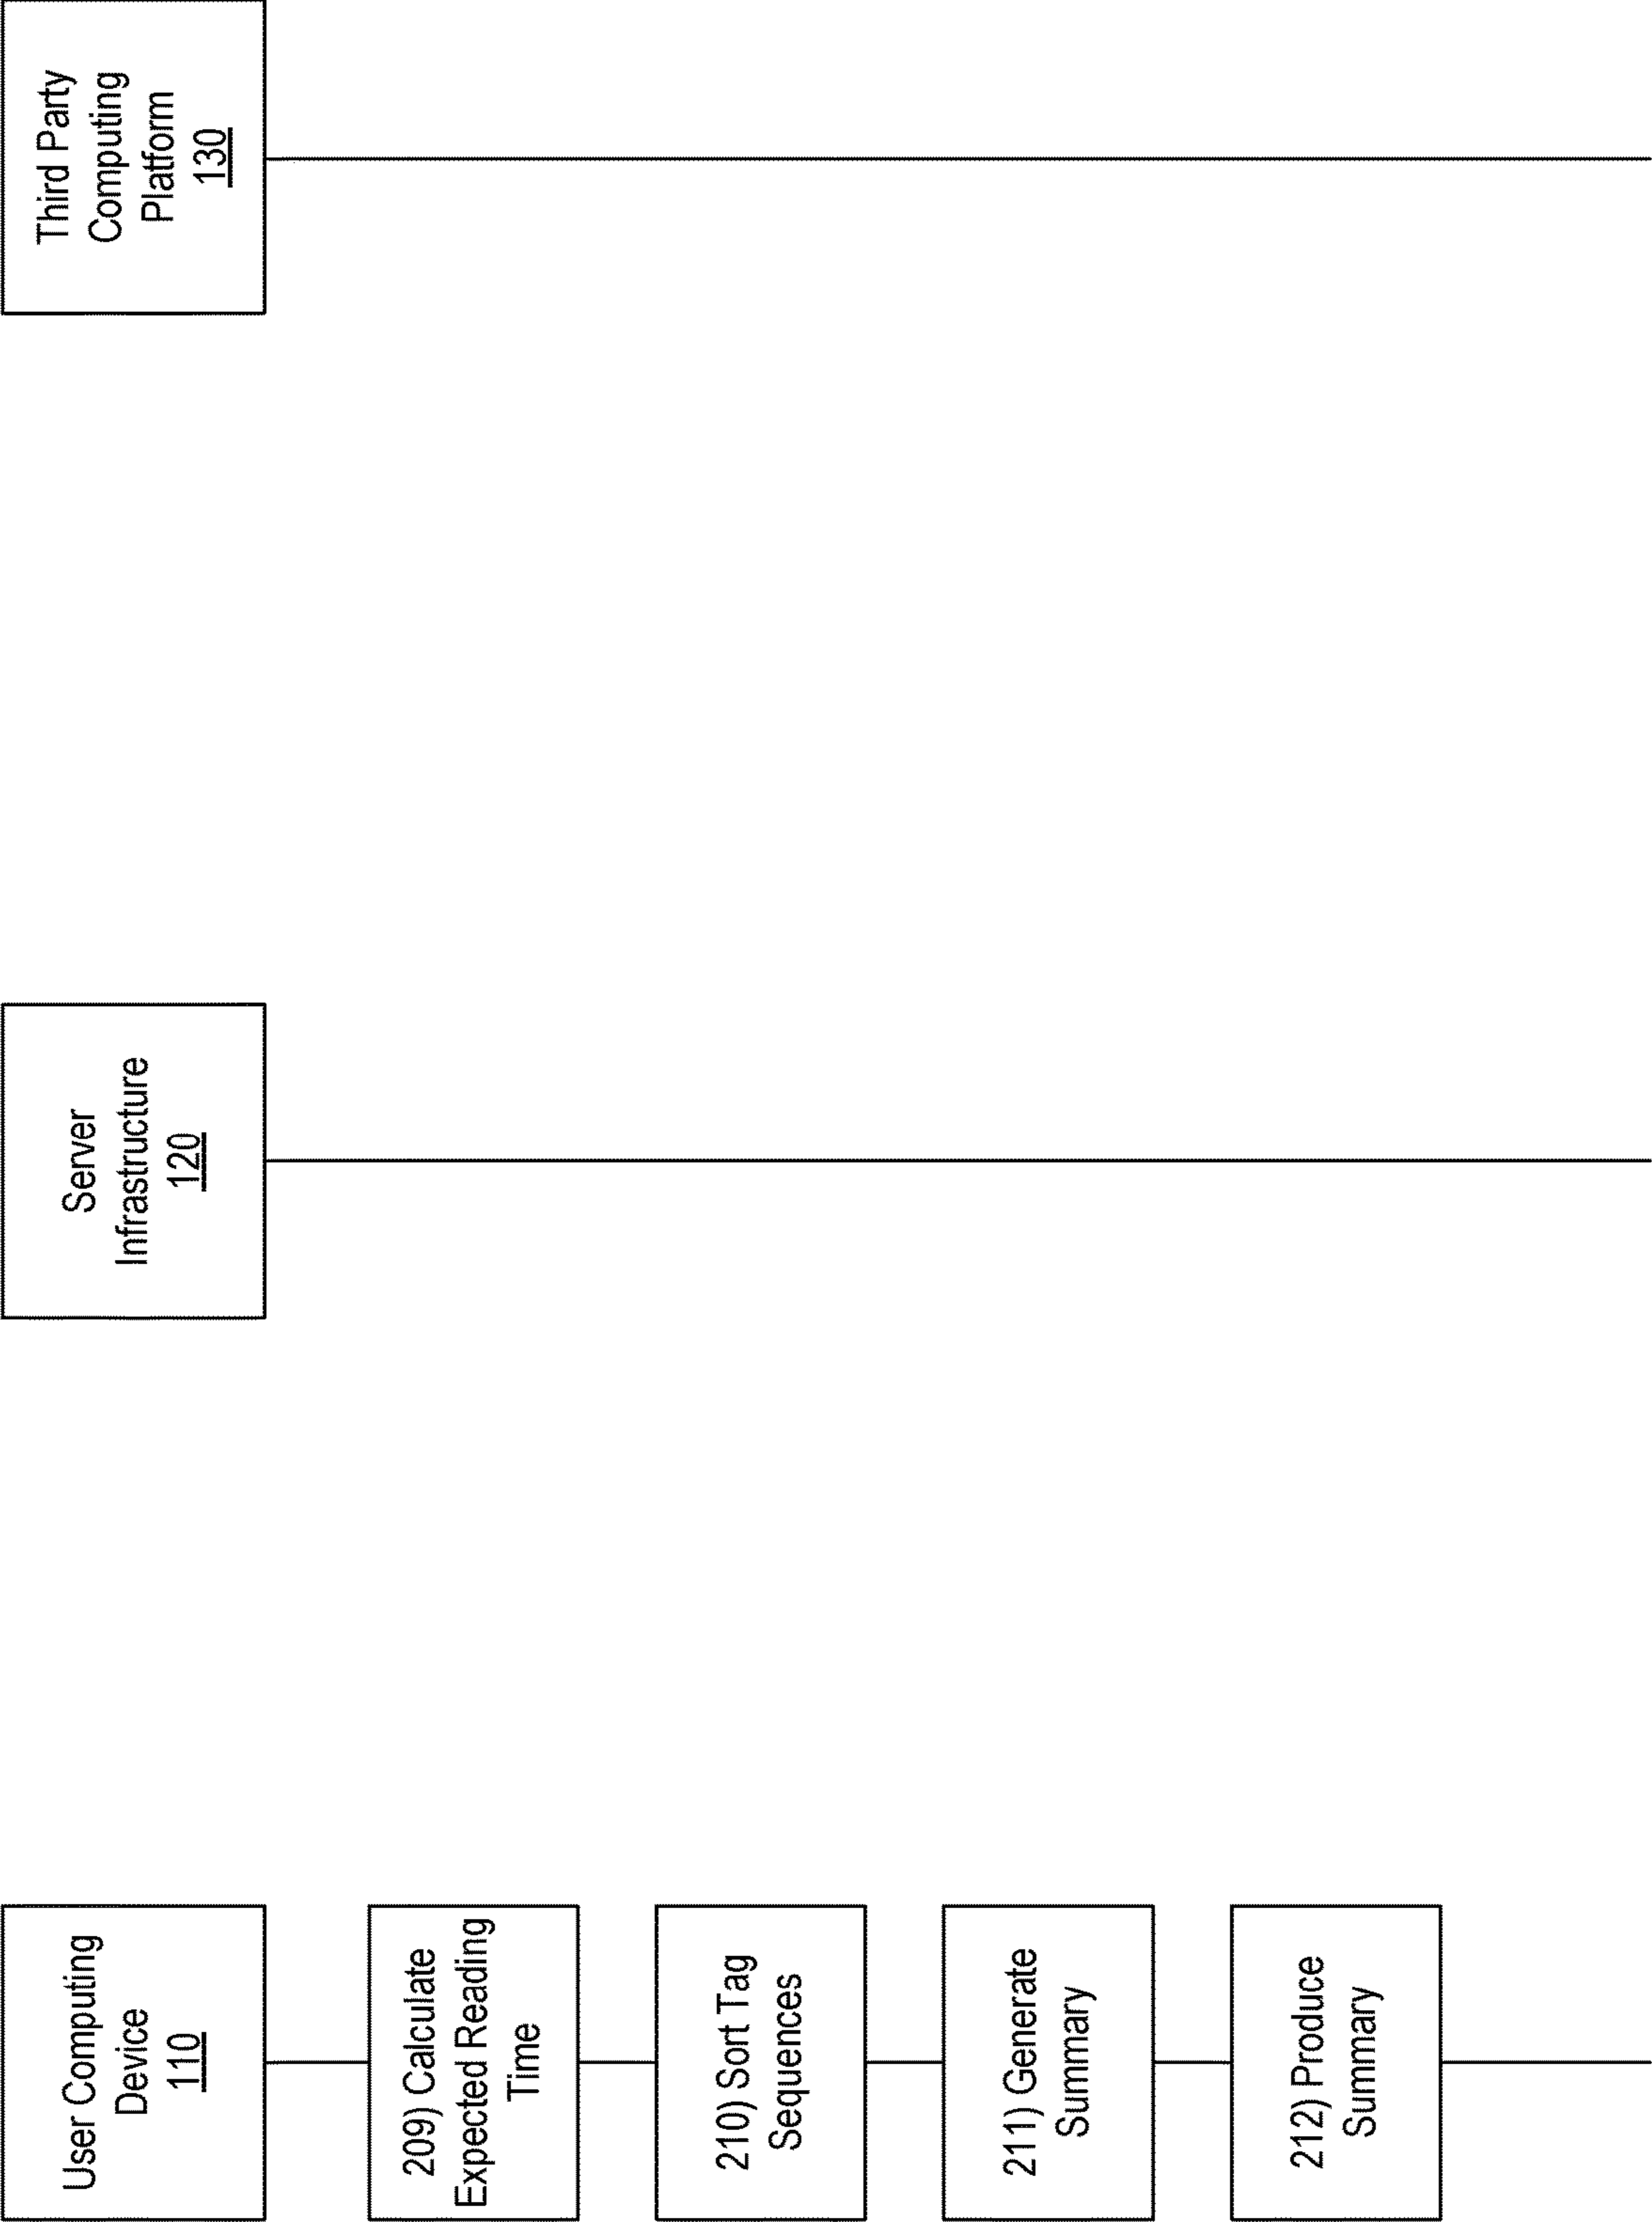 User Computing
Device
110
Server
Infrastructure
120
Third Party
Computing
Platform
130
209) Calculate
Expected Reading
Time
210) Sort Tag
Sequences
211) Generate
Summary
212) Produce
Summary